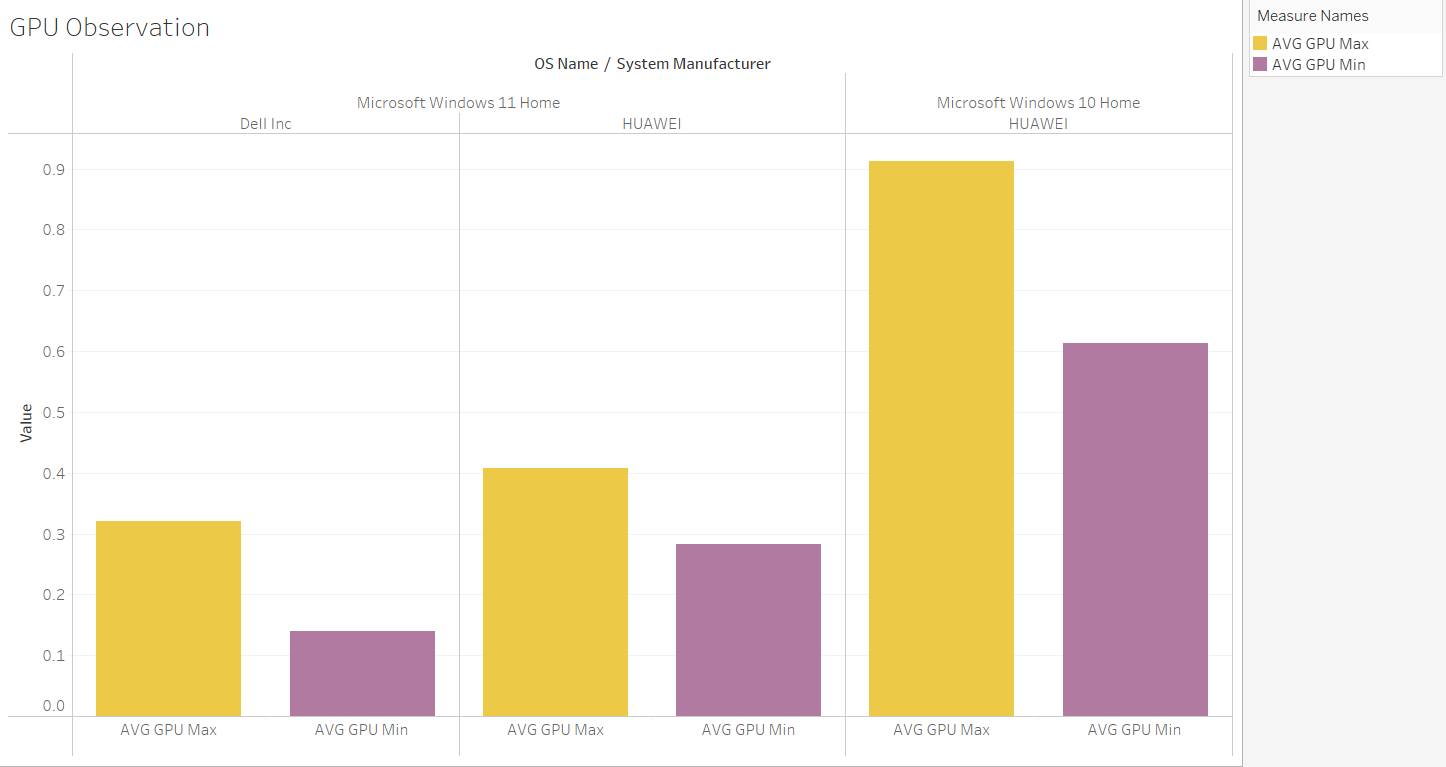 GPU Observation
Measure Names
AVG GPU Max
AVG GPU Min
OS Name / System Manufacturer
Microsoft Windows 11 Home
Microsoft Windows 10 Home
Dell Inc
HUAWEI
HUAWEI
Value
0.9
0.8
0.7
0.6
0.5
0.4
0.3
0.2
0.1
0.0
AVG GPU Max
AVG GPU Min
AVG GPU Max
AVG GPU Min
AVG GPU Max
AVG GPU Min